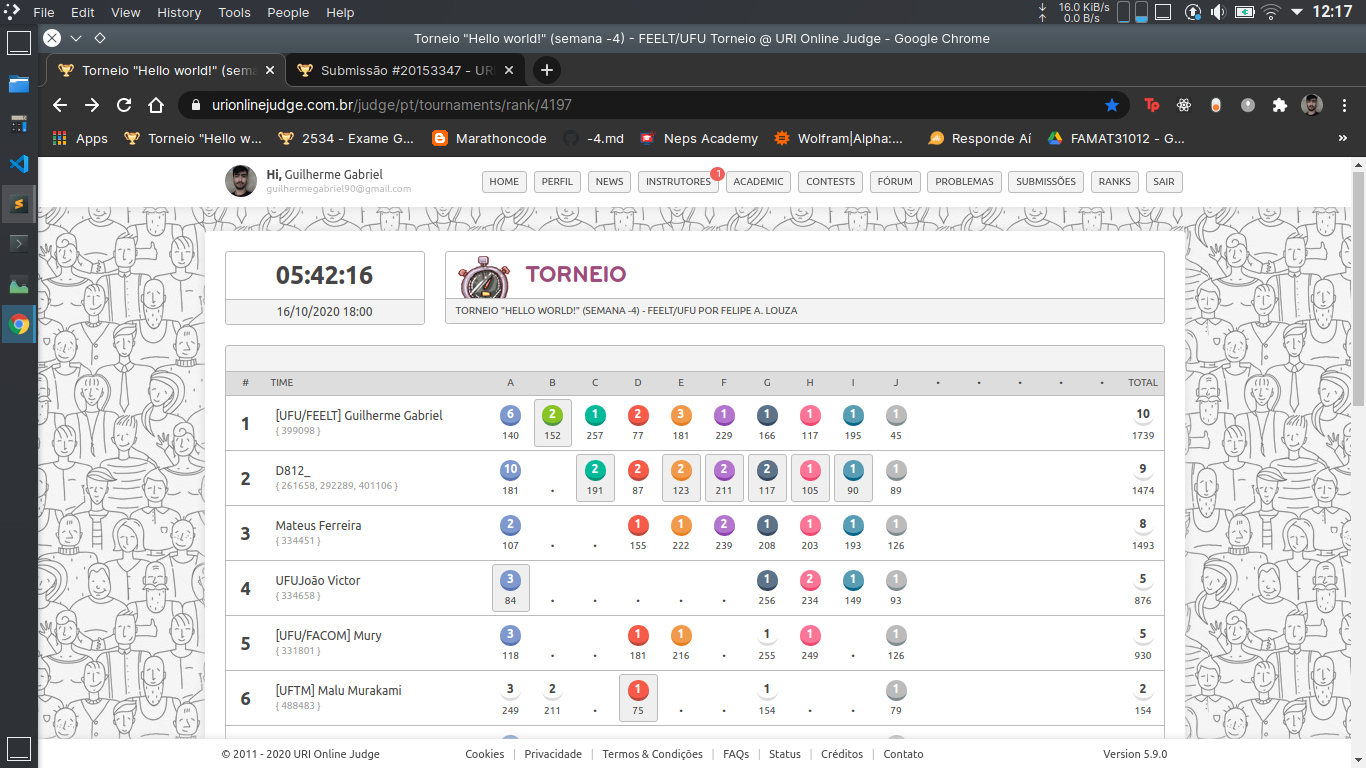 File Edit View History Tools People Help 16.0 KiB/s 0.0 B/s 12:17
Torneio "Hello world!" (semana -4) - FEELT/UFU Torneio @ URI Online Judge - Google Chrome
Torneio "Hello world!" (sem Submissão #20153347 - UR
urionlinejudge.com.br/judge/pt/tournaments/rank/4197
Apps Torneio "Hello w... 2534 - Exame G... Marathoncode -4.md Neps Academy Wolfram|Alpha:... Responde Aí FAMAT31012 - G... »
Hi, Guilherme Gabriel
guilhermegabriel90@gmail.com
HOME PERFIL NEWS INSTRUTORES 1 ACADEMIC CONTESTS FÓRUM PROBLEMAS SUBMISSÕES RANKS SAIR
05:42:16
16/10/2020 18:00
TORNEIO
TORNEIO "HELLO WORLD!" (SEMANA -4) - FEELT/UFU POR FELIPE A. LOUZA
# TIME A B C D E F G H I J • • • • • TOTAL
1 [UFU/FEELT] Guilherme Gabriel 6 2 1 2 3 1 1 1 1 1 10
{ 399098 } 140 152 257 77 181 229 166 117 195 45 1739
2 D812_ 10 2 2 2 2 2 1 1 1 9
{ 261658, 292289, 401106 } 181 • 191 87 123 211 117 105 90 89 1474
3 Mateus Ferreira 2 1 1 2 1 1 1 1 8
{ 334451 } 107 • • 155 222 239 208 203 193 126 1493
4 UFUJoão Victor 3 1 2 1 1 5
{ 334658 } 84 • • • • • 256 234 149 93 876
5 [UFU/FACOM] Mury 3 1 1 1 1 1 5
{ 331801 } 118 • • 181 216 • 255 249 • 126 930
6 [UFTM] Malu Murakami 3 2 1 1 1 2
{ 488483 } 249 211 • 75 • • 154 • • 79 154
© 2011 - 2020 URI Online Judge Cookies | Privacidade | Termos & Condições | FAQs | Status | Créditos | Contato Version 5.9.0